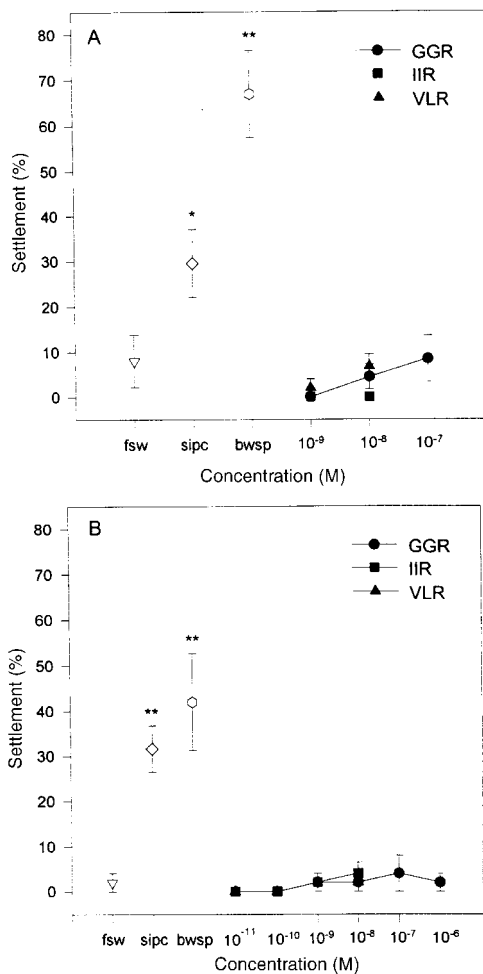 A
**
*
GGR
IIR
VLR
80
70
60
50
40
30
20
10
0
Settlement (%)
fsw sipc bwsp 10-9 10-8 10-7
Concentration (M)
B
**
**
GGR
IIR
VLR
80
70
60
50
40
30
20
10
0
Settlement (%)
fsw sipc bwsp 10-11 10-10 10-9 10-8 10-7 10-6
Concentration (M)